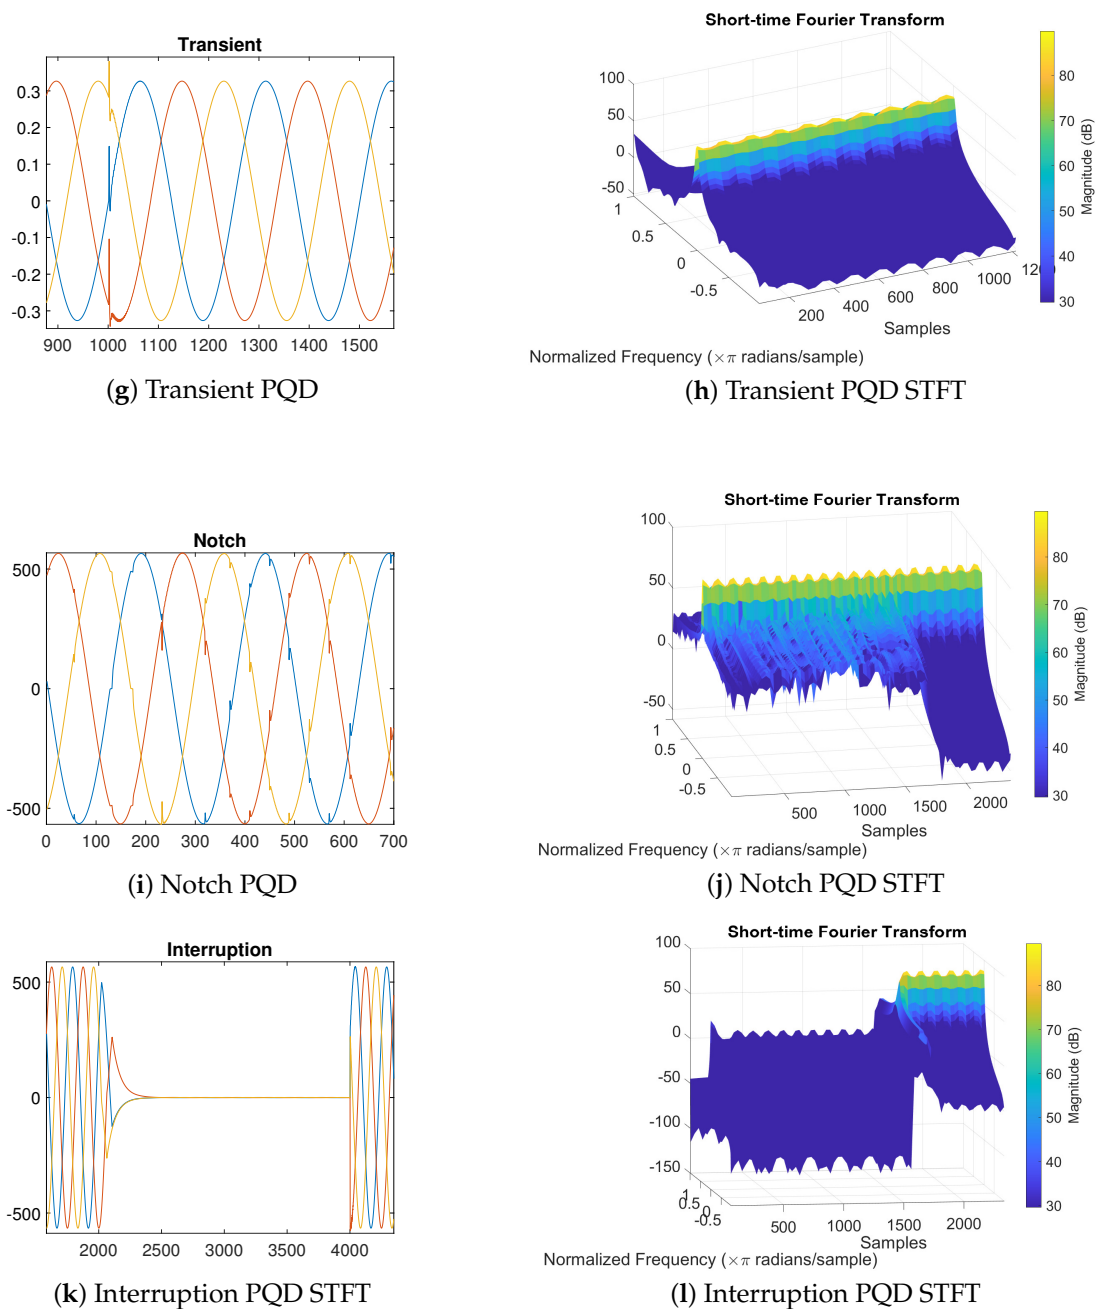 Transient
0.3
0.2
0.1
0
-0.1
-0.2
-0.3
900 1000 1100 1200 1300 1400 1500
(g) Transient PQD
Short-time Fourier Transform
100
50
0
-50
1
0.5
0
-0.5
200 400 600 800 1000
Samples
Normalized Frequency (×π radians/sample)
80
70
60
50
40
30
Magnitude (dB)
(h) Transient PQD STFT
Notch
500
0
-500
0 100 200 300 400 500 600 700
(i) Notch PQD
Short-time Fourier Transform
100
50
0
-50
1
0.5
0
-0.5
500 1000 1500 2000
Samples
Normalized Frequency (×π radians/sample)
80
70
60
50
40
30
Magnitude (dB)
(j) Notch PQD STFT
Interruption
500
0
-500
2000 2500 3000 3500 4000
(k) Interruption PQD STFT
Short-time Fourier Transform
100
50
0
-50
-100
-150
1
0.5
0
-0.5
500 1000 1500 2000
Samples
Normalized Frequency (×π radians/sample)
80
70
60
50
40
30
Magnitude (dB)
(l) Interruption PQD STFT